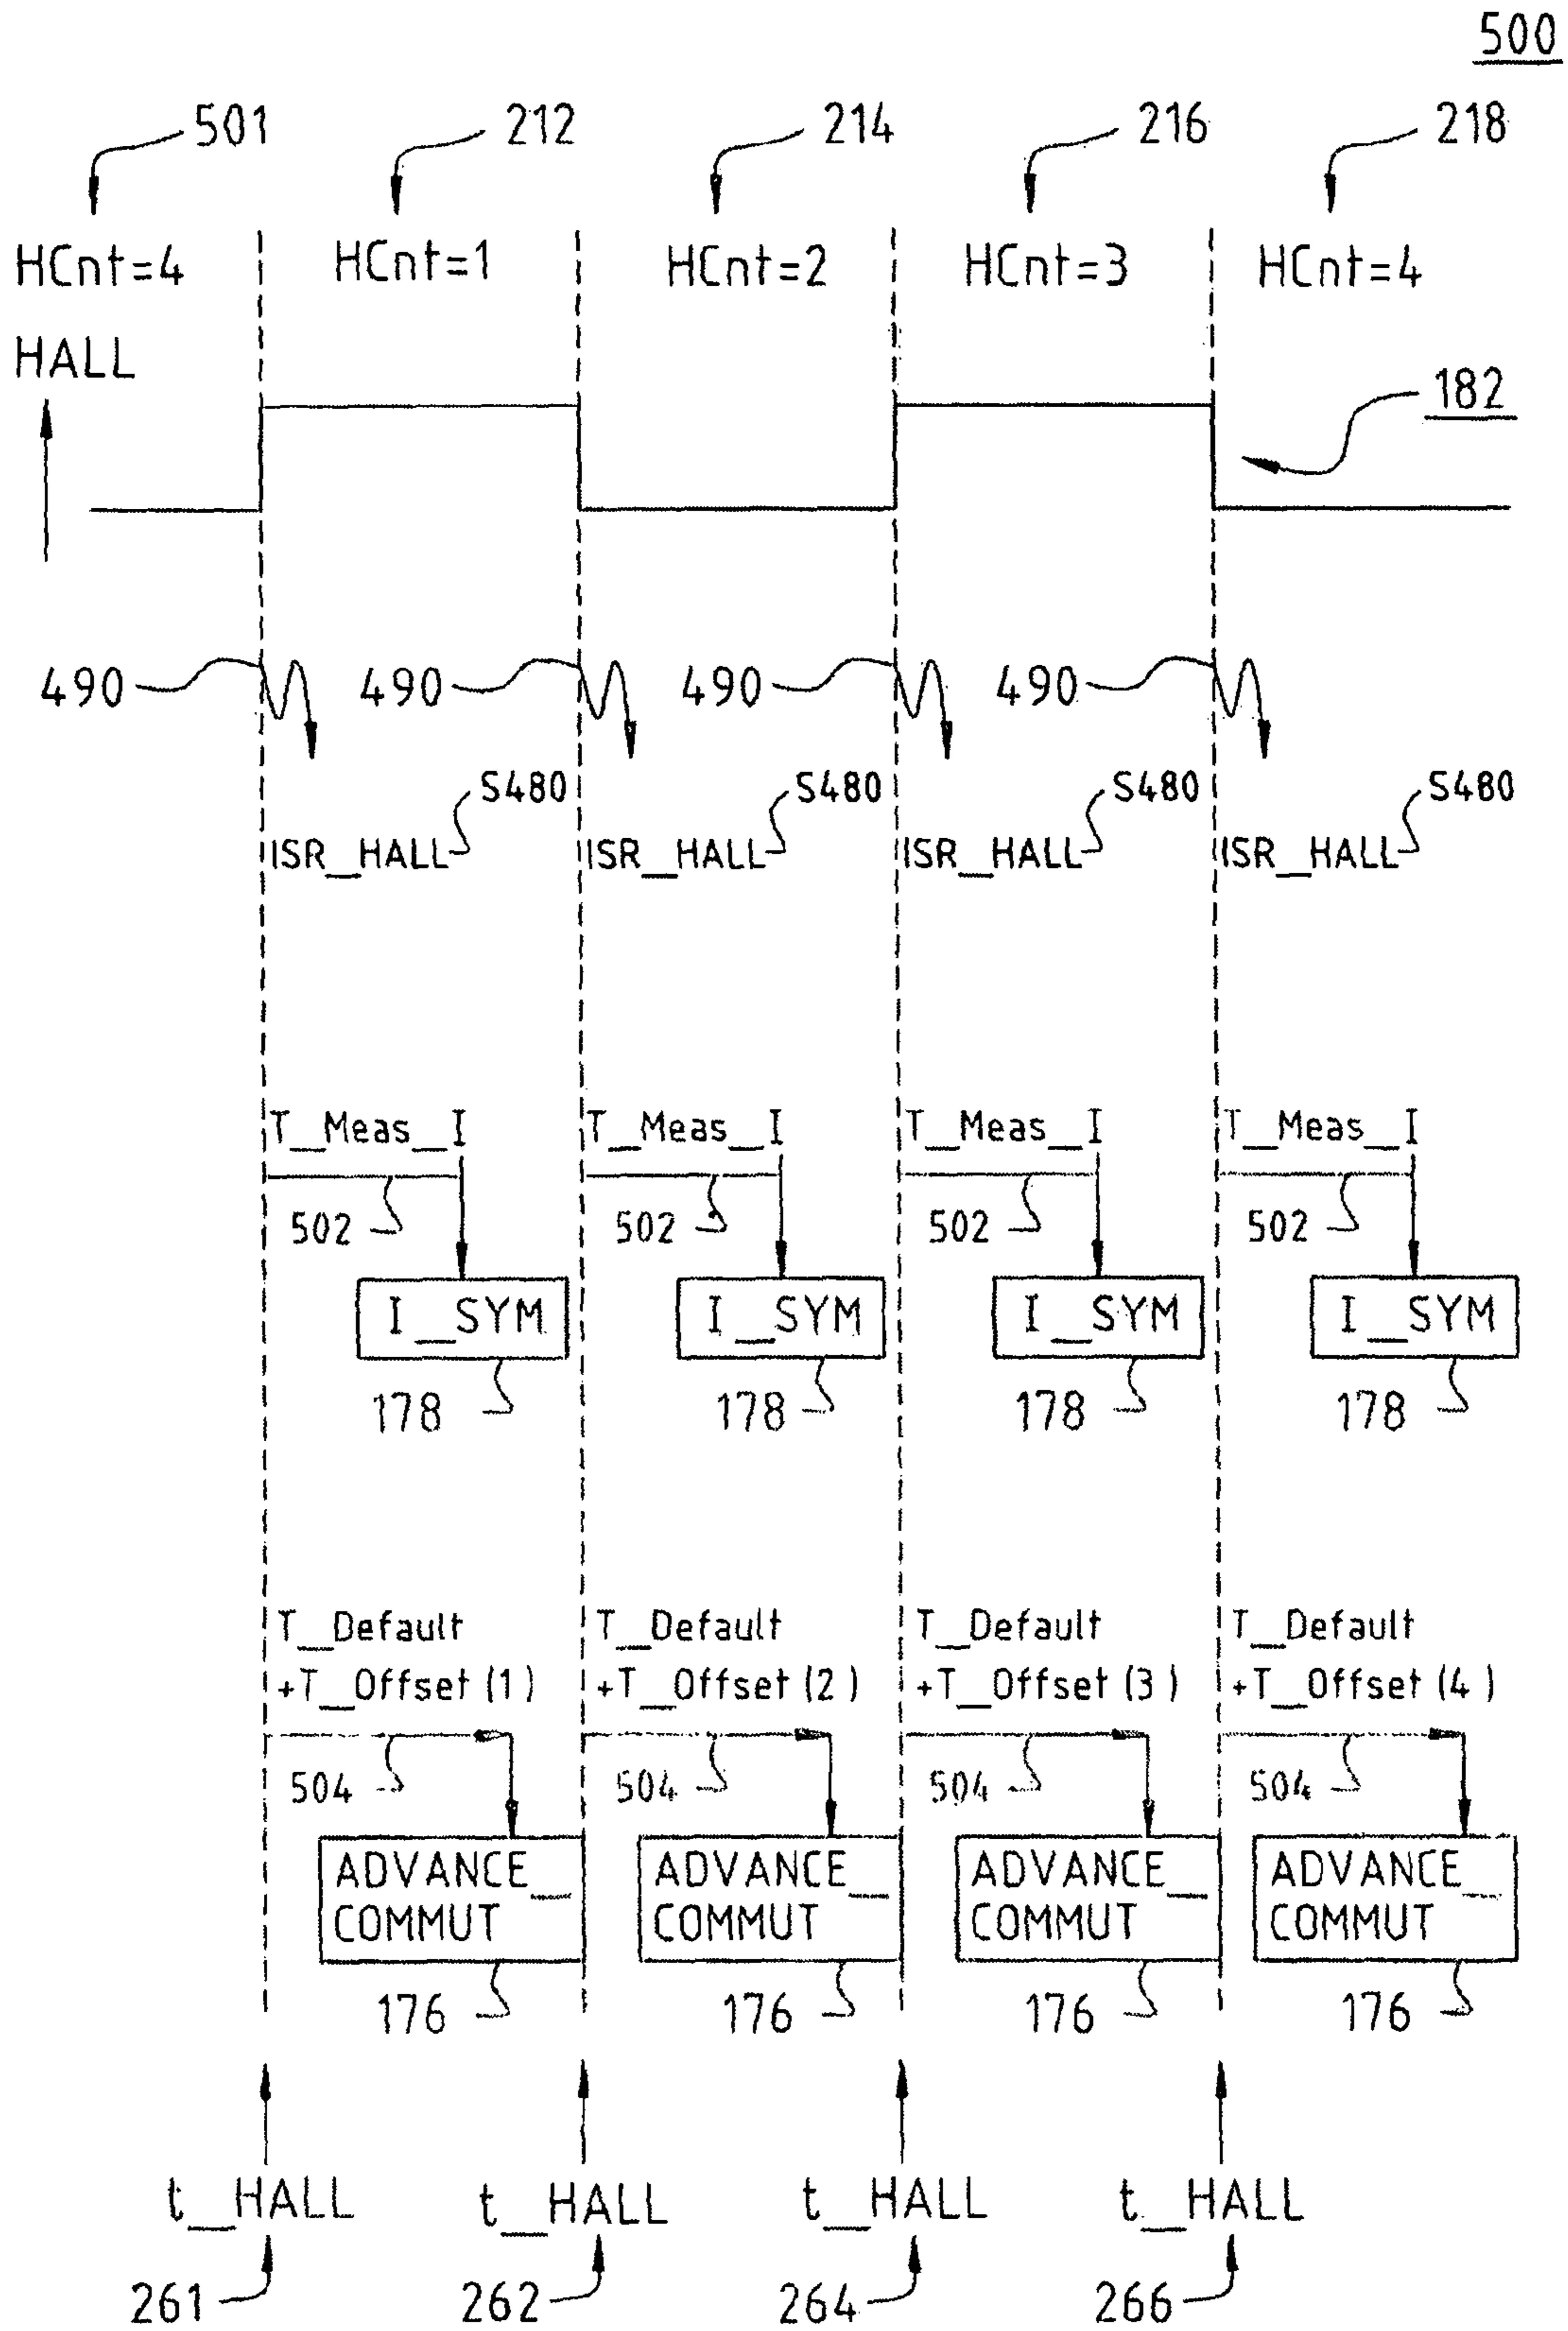 500
501 212 214 216 218
HCnt=4 HCnt=1 HCnt=2 HCnt=3 HCnt=4
HALL
182
490 490 490 490
S480 S480 S480 S480
ISR_HALL ISR_HALL ISR_HALL ISR_HALL
T_Meas_I T_Meas_I T_Meas_I T_Meas_I
502 502 502 502
I_SYM I_SYM I_SYM I_SYM
178 178 178 178
T_Default T_Default T_Default T_Default
+T_Offset(1) +T_Offset(2) +T_Offset(3) +T_Offset(4)
504 504 504 504
ADVANCE_ ADVANCE_ ADVANCE_ ADVANCE_
COMMUT COMMUT COMMUT COMMUT
176 176 176 176
t_HALL t_HALL t_HALL t_HALL
261 262 264 266